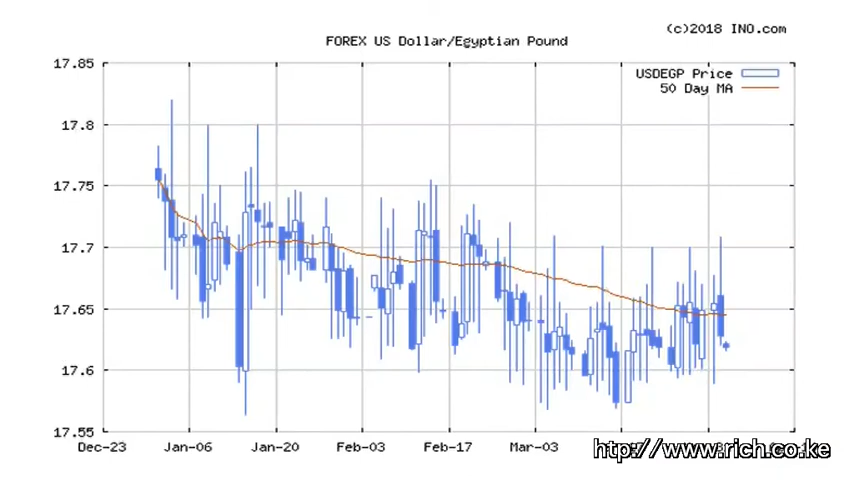 (c)2018 INO.com
FOREX US Dollar/Egyptian Pound
17.85
USDEGP Price
50 Day MA
17.8
17.75
17.7
17.65
17.6
17.55
Dec-23 Jan-06 Jan-20 Feb-03 Feb-17 Mar-03
http://www.rich.co.ke